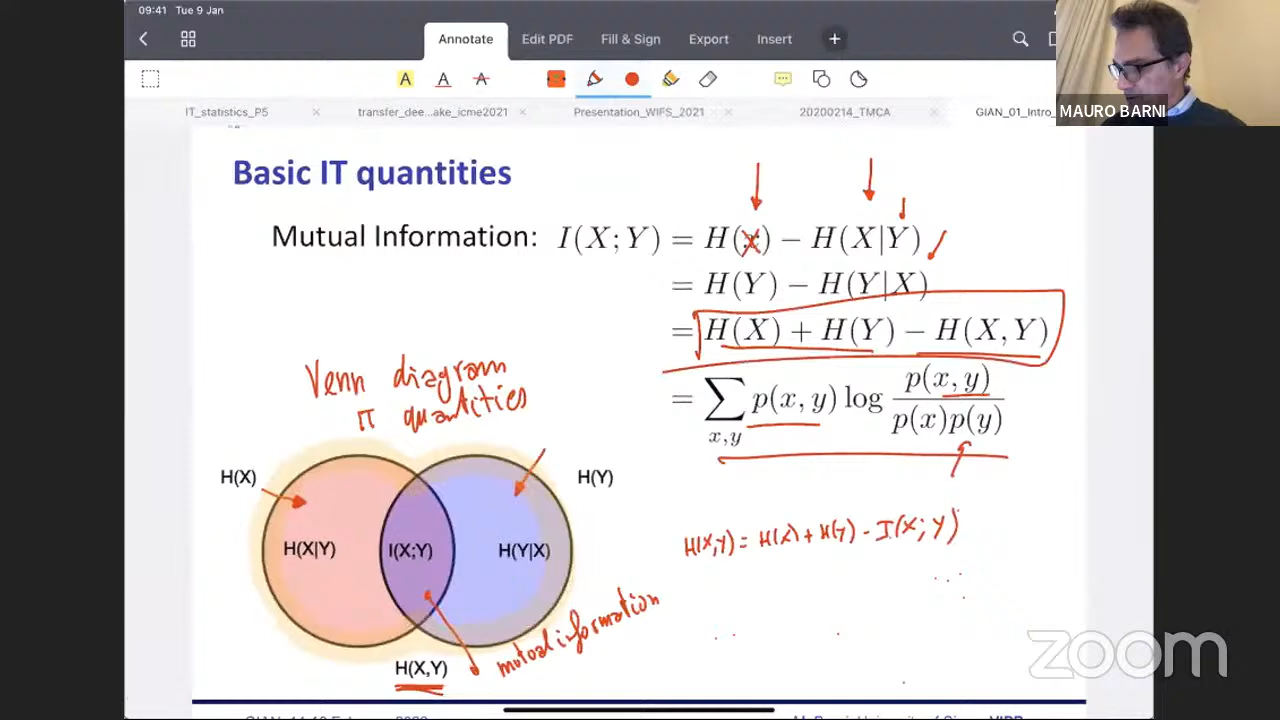 09:41 Tue 9 Jan
Annotate Edit PDF Fill & Sign Export Insert +
A A A
IT_statistics_P5 × transfer_dee...ake_icme2021 × Presentation_WIFS_2021 × 20200214_TMCA × GIAN_01_Intro_
MAURO BARNI
Basic IT quantities
Mutual Information: I(X; Y) = H(X) − H(X|Y)
= H(Y) − H(Y|X)
= H(X) + H(Y) − H(X, Y)
= ∑ x,y p(x, y) log p(x, y) / p(x)p(y)
Venn diagram
IT quantities
H(X) H(Y)
H(X|Y) I(X;Y) H(Y|X)
H(X,Y) = H(X) + H(Y) - I(X; Y)
mutual information
H(X,Y)
zoom